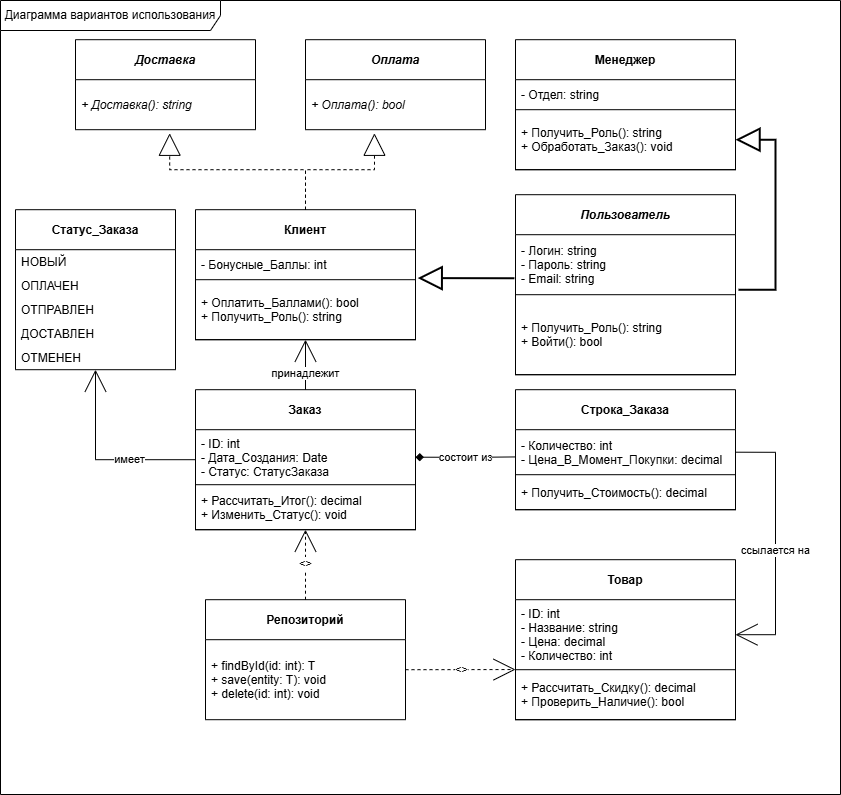 Диаграмма вариантов использования
Доставка
+ Доставка(): string
Оплата
+ Оплата(): bool
Менеджер
- Отдел: string
+ Получить_Роль(): string
+ Обработать_Заказ(): void
Статус_Заказа
НОВЫЙ
ОПЛАЧЕН
ОТПРАВЛЕН
ДОСТАВЛЕН
ОТМЕНЕН
Клиент
- Бонусные_Баллы: int
+ Оплатить_Баллами(): bool
+ Получить_Роль(): string
Пользователь
- Логин: string
- Пароль: string
- Email: string
+ Получить_Роль(): string
+ Войти(): bool
принадлежит
имеет
Заказ
- ID: int
- Дата_Создания: Date
- Статус: СтатусЗаказа
+ Рассчитать_Итог(): decimal
+ Изменить_Статус(): void
состоит из
Строка_Заказа
- Количество: int
- Цена_В_Момент_Покупки: decimal
+ Получить_Стоимость(): decimal
ссылается на
<>
Репозиторий
+ findById(id: int): T
+ save(entity: T): void
+ delete(id: int): void
<>
Товар
- ID: int
- Название: string
- Цена: decimal
- Количество: int
+ Рассчитать_Скидку(): decimal
+ Проверить_Наличие(): bool